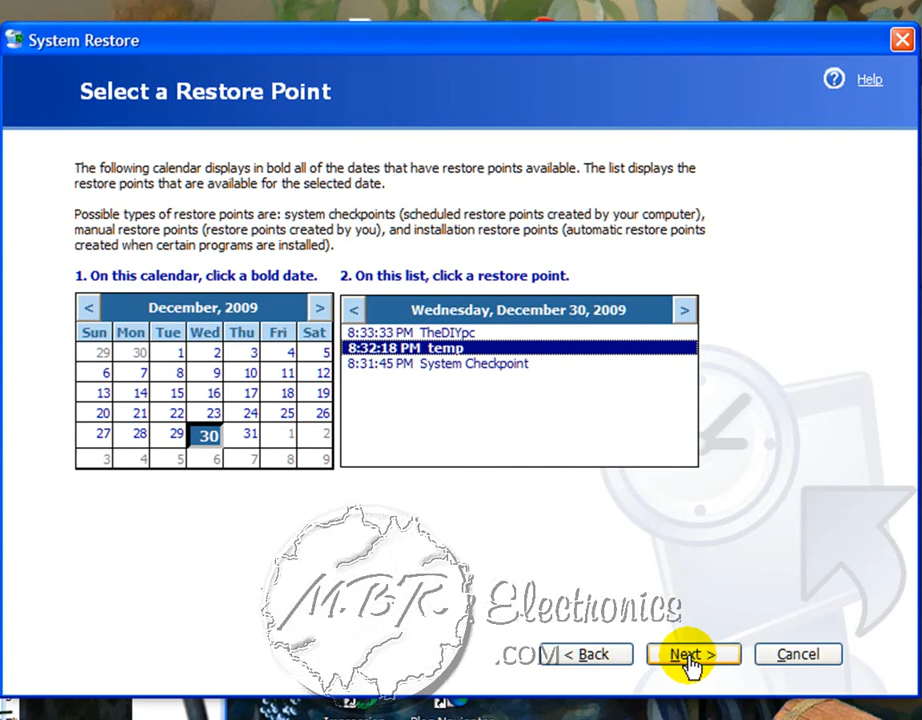 System Restore
Select a Restore Point
Help
The following calendar displays in bold all of the dates that have restore points available. The list displays the
restore points that are available for the selected date.
Possible types of restore points are: system checkpoints (scheduled restore points created by your computer),
manual restore points (restore points created by you), and installation restore points (automatic restore points
created when certain programs are installed).
1. On this calendar, click a bold date.
2. On this list, click a restore point.
< December, 2009 >
Sun Mon Tue Wed Thu Fri Sat
29 30 1 2 3 4 5
6 7 8 9 10 11 12
13 14 15 16 17 18 19
20 21 22 23 24 25 26
27 28 29 30 31 1 2
3 4 5 6 7 8 9
< Wednesday, December 30, 2009 >
8:33:33 PM TheDIYpc
8:32:18 PM temp
8:31:45 PM System Checkpoint
M.B.R. Electronics
.COM
< Back
Next >
Cancel